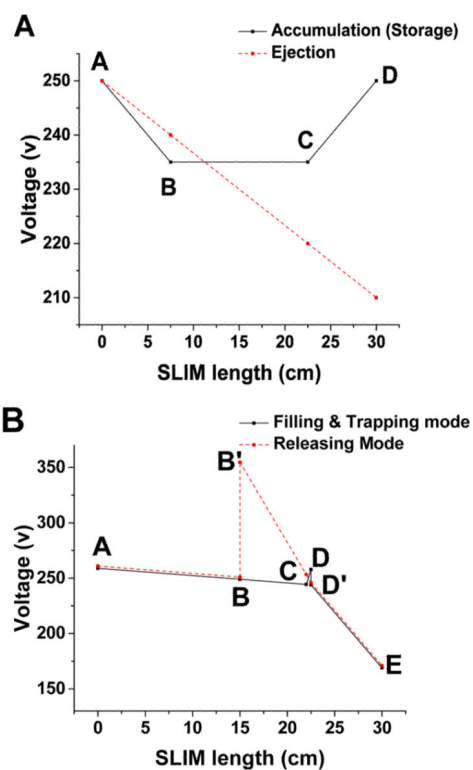 A
Accumulation (Storage)
Ejection
A
D
C
B
250
240
230
220
210
Voltage (v)
0 5 10 15 20 25 30
SLIM length (cm)
B
Filling & Trapping mode
Releasing Mode
B'
A
D
C
B
D'
E
350
300
250
200
150
Voltage (v)
0 5 10 15 20 25 30
SLIM length (cm)